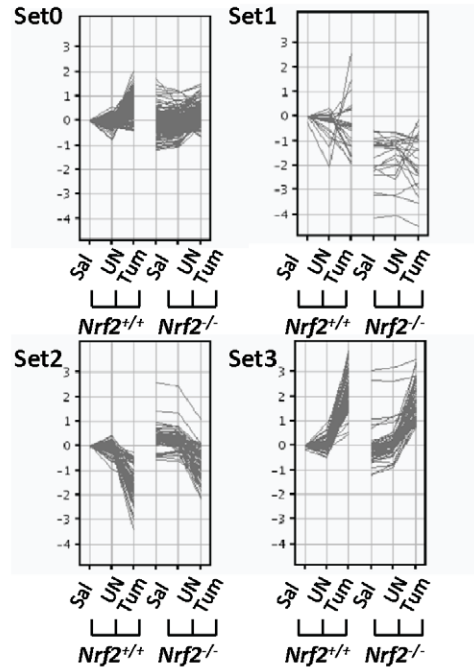 Set0
3
2
1
0
-1
-2
-3
-4
Sal
UN
Tum
Sal
UN
Tum
Nrf2+/+
Nrf2-/-
Set1
3
2
1
0
-1
-2
-3
-4
Sal
UN
Tum
Sal
UN
Tum
Nrf2+/+
Nrf2-/-
Set2
3
2
1
0
-1
-2
-3
-4
Sal
UN
Tum
Sal
UN
Tum
Nrf2+/+
Nrf2-/-
Set3
3
2
1
0
-1
-2
-3
-4
Sal
UN
Tum
Sal
UN
Tum
Nrf2+/+
Nrf2-/-